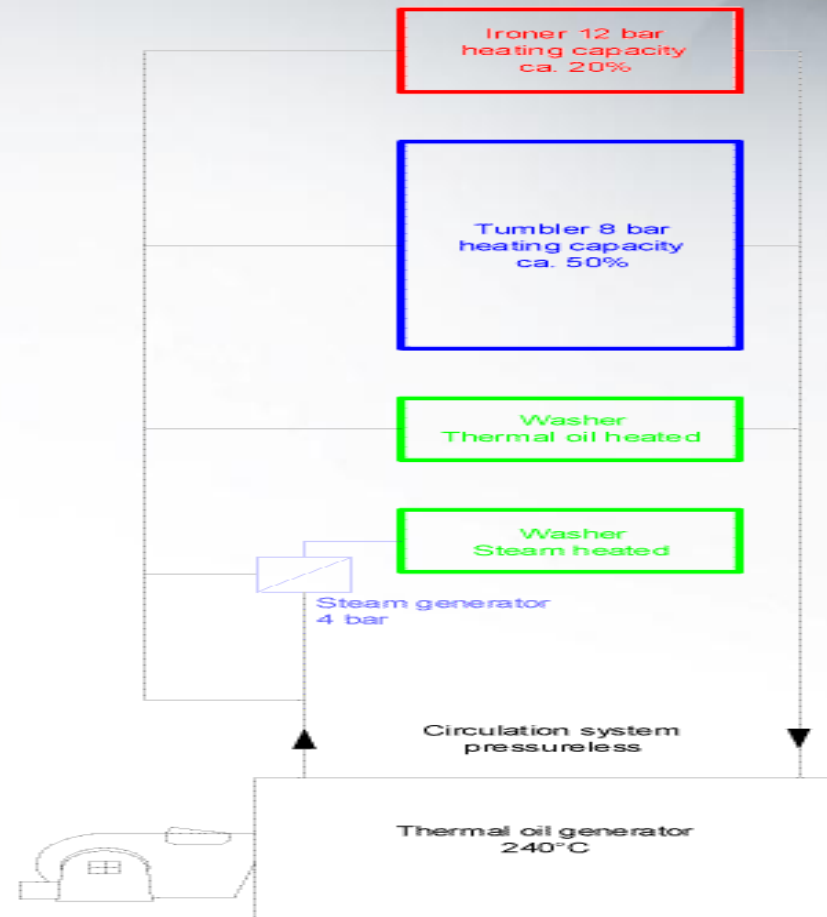 Ironer 12 bar
heating capacity
ca. 20%
Tumbler 8 bar
heating capacity
ca. 50%
Washer
Thermal oil heated
Washer
Steam heated
Steam generator
4 bar
Circulation system
pressureless
Thermal oil generator
240°C